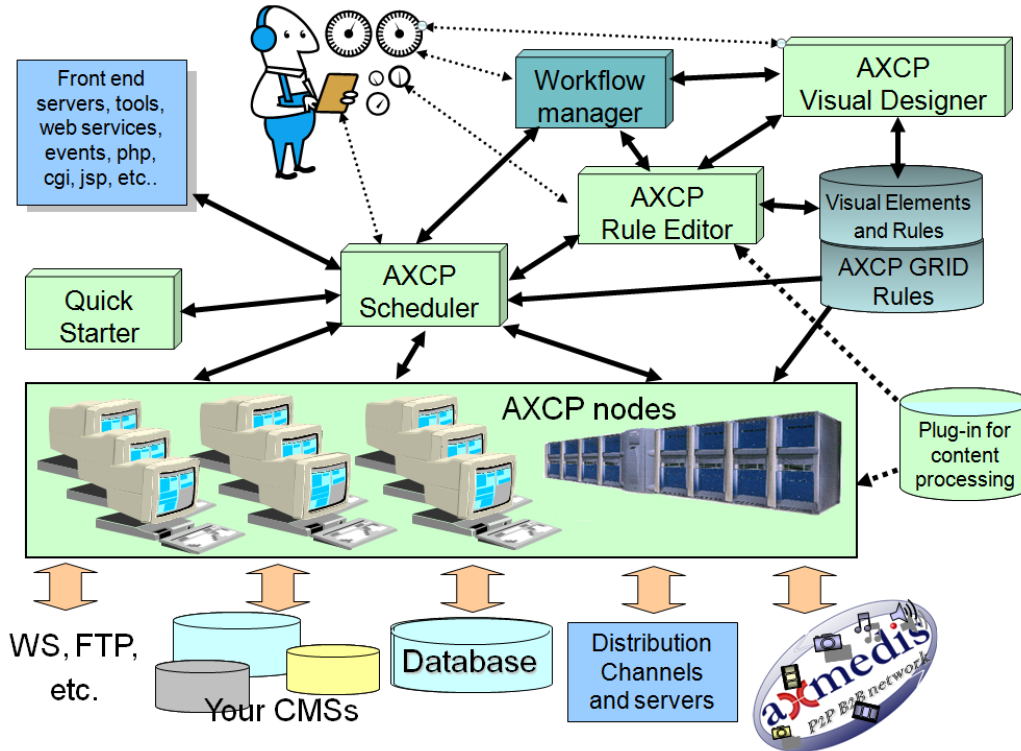 Front end
servers, tools,
web services,
events, php,
cgi, jsp, etc..
Workflow
manager
AXCP
Visual Designer
AXCP
Rule Editor
Visual Elements
and Rules
AXCP GRID
Rules
AXCP
Scheduler
Quick
Starter
AXCP nodes
Plug-in for
content
processing
WS, FTP,
etc.
Your CMSs
Database
Distribution
Channels
and servers
axmedis
P2P B2B network